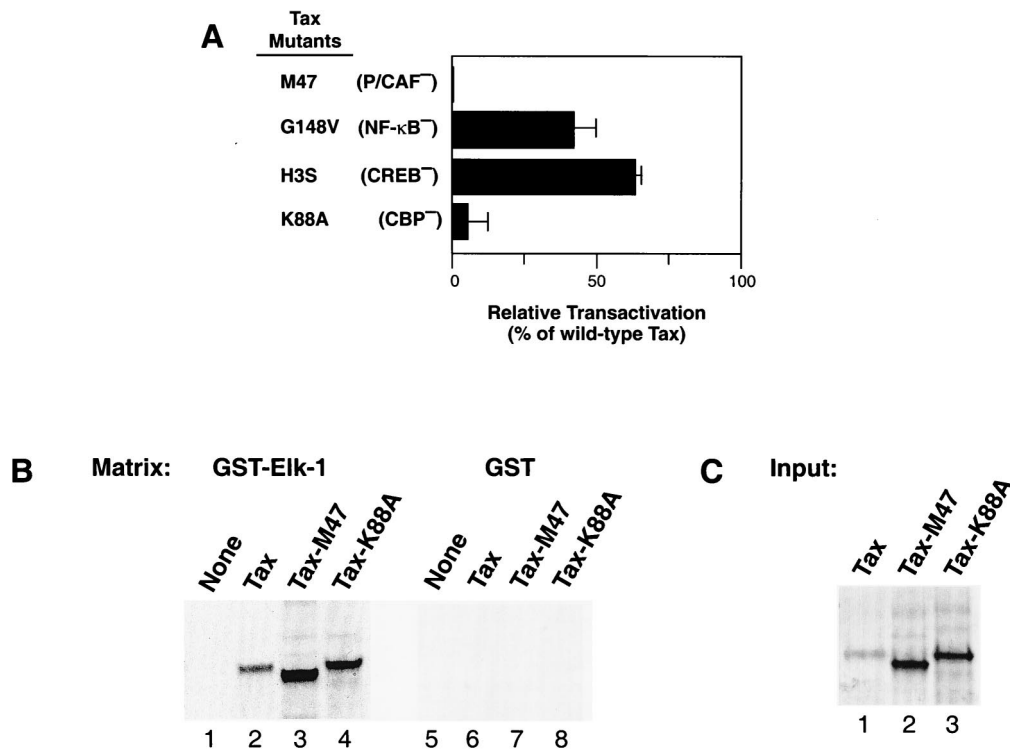 A
Tax
Mutants
M47 (P/CAF⁻)
G148V (NF-κB⁻)
H3S (CREB⁻)
K88A (CBP⁻)
0 50 100
Relative Transactivation
(% of wild-type Tax)
B Matrix: GST-Elk-1 GST
None Tax Tax-M47 Tax-K88A None Tax Tax-M47 Tax-K88A
1 2 3 4 5 6 7 8
C Input:
Tax Tax-M47 Tax-K88A
1 2 3